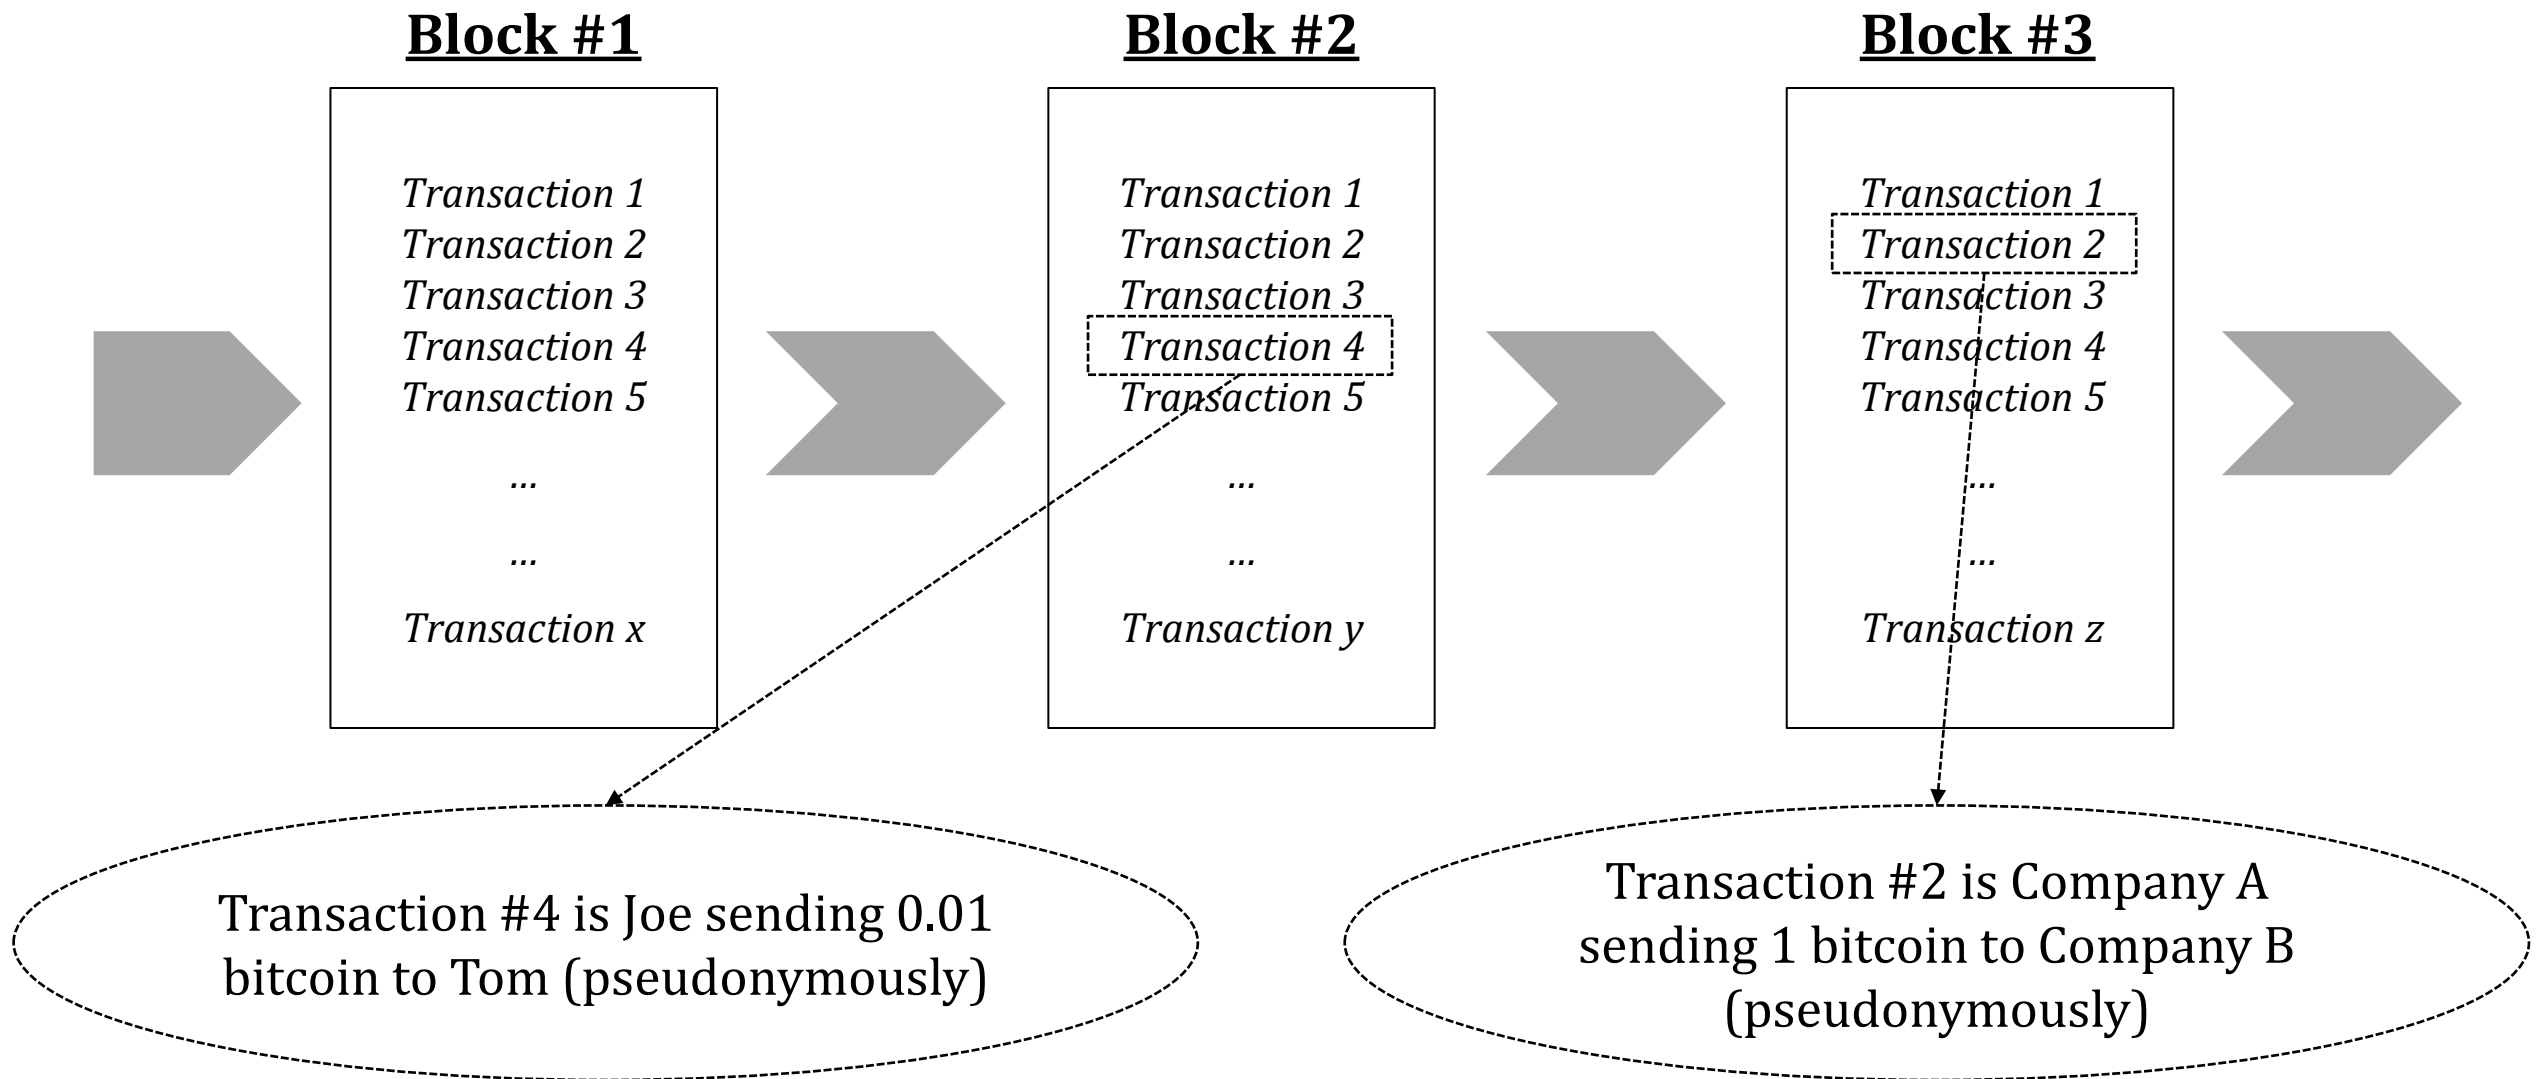 Block #1
Transaction 1
Transaction 2
Transaction 3
Transaction 4
Transaction 5
...
...
Transaction x
Block #2
Transaction 1
Transaction 2
Transaction 3
Transaction 4
Transaction 5
...
...
Transaction y
Block #3
Transaction 1
Transaction 2
Transaction 3
Transaction 4
Transaction 5
...
...
Transaction z
Transaction #4 is Joe sending 0.01
bitcoin to Tom (pseudonymously)
Transaction #2 is Company A
sending 1 bitcoin to Company B
(pseudonymously)